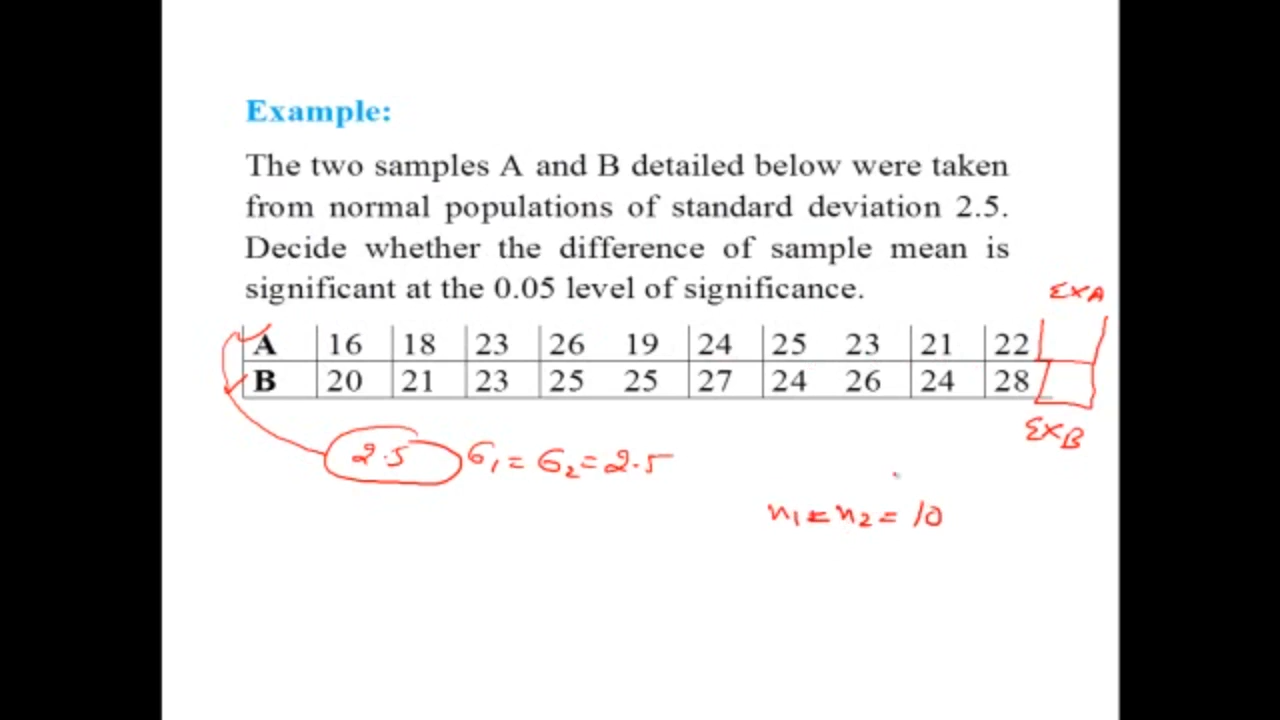 Example:
The two samples A and B detailed below were taken
from normal populations of standard deviation 2.5.
Decide whether the difference of sample mean is
significant at the 0.05 level of significance.
ΣxA
A 16 18 23 26 19 24 25 23 21 22
B 20 21 23 25 25 27 24 26 24 28
ΣxB
2.5 σ₁ = σ₂ = 2.5
n₁ = n₂ = 10